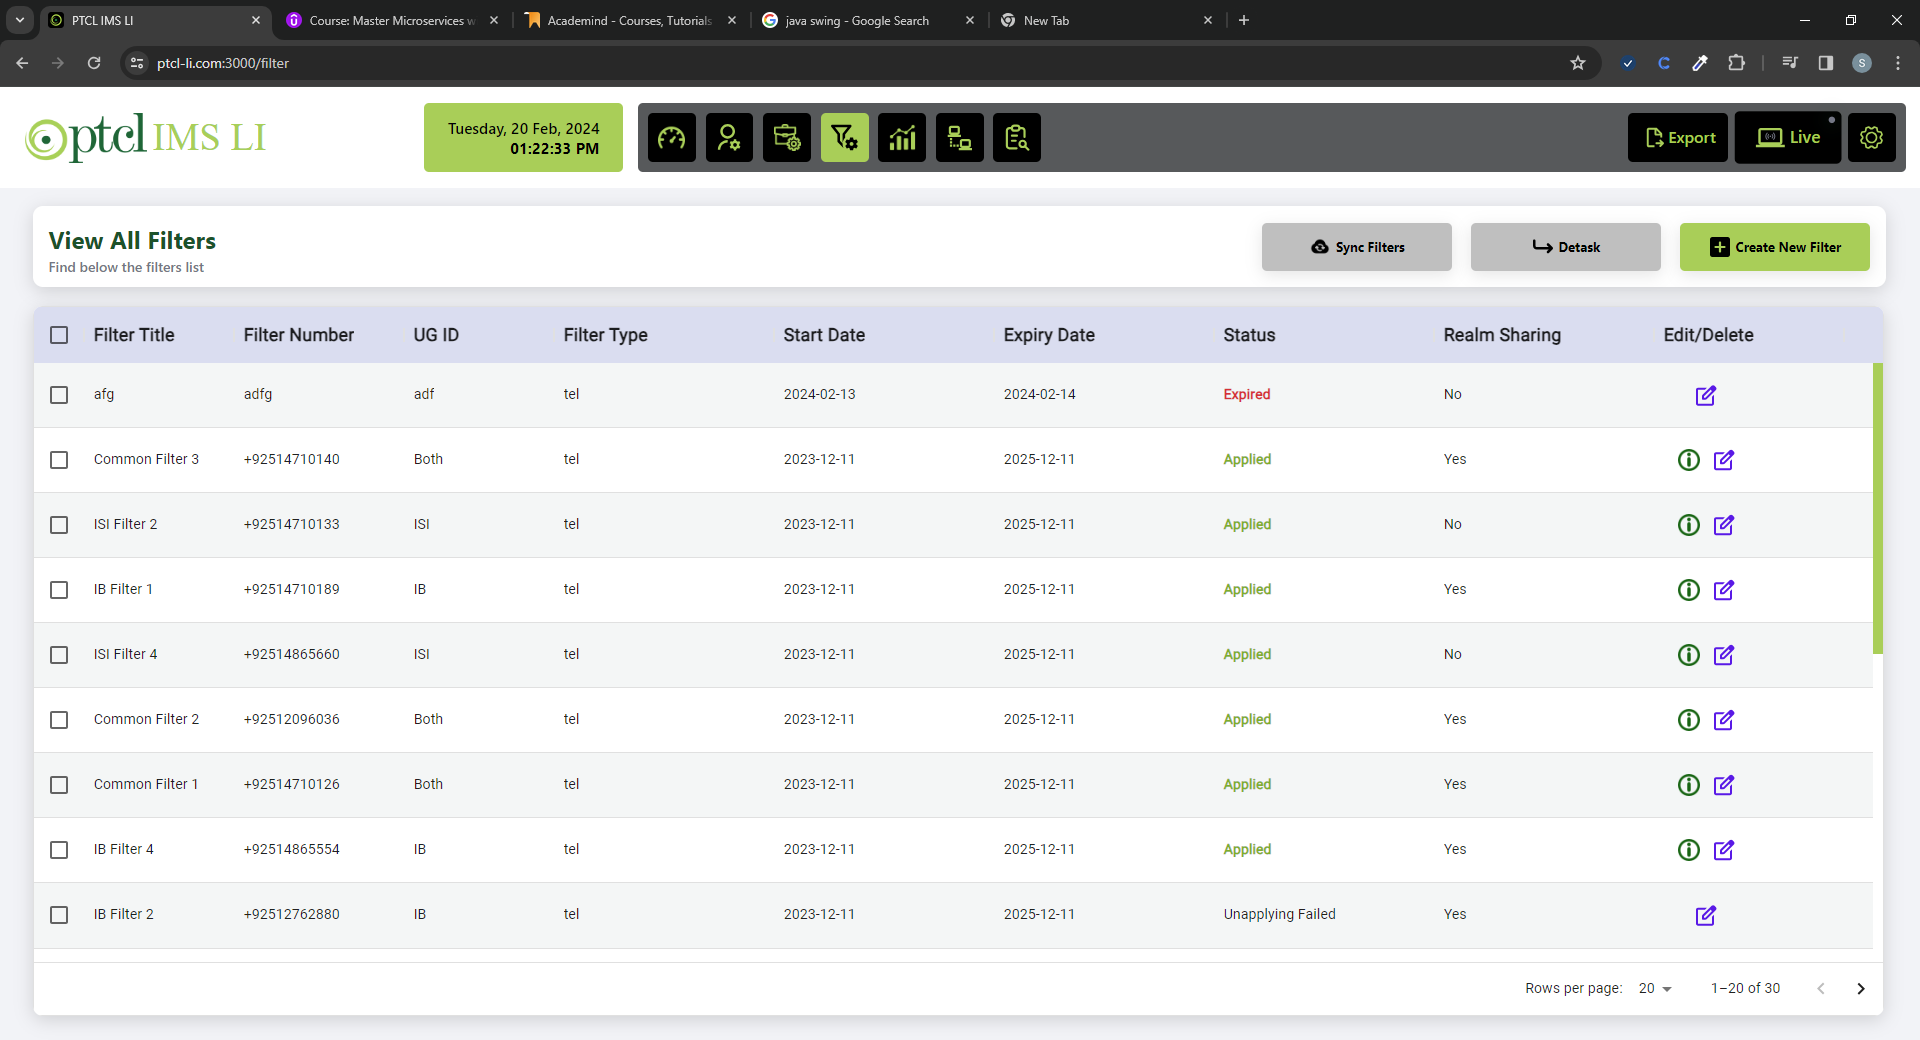 PTCL IMS LI
Course: Master Microservices w
Academind - Courses, Tutorials
java swing - Google Search
New Tab
ptcl-li.com:3000/filter
C
S
ptcl IMS LI
Tuesday, 20 Feb, 2024
01:22:33 PM
Export
Live
View All Filters
Find below the filters list
Sync Filters
Detask
Create New Filter
Filter Title Filter Number UG ID Filter Type Start Date Expiry Date Status Realm Sharing Edit/Delete
afg adfg adf tel 2024-02-13 2024-02-14 Expired No
Common Filter 3 +92514710140 Both tel 2023-12-11 2025-12-11 Applied Yes
ISI Filter 2 +92514710133 ISI tel 2023-12-11 2025-12-11 Applied No
IB Filter 1 +92514710189 IB tel 2023-12-11 2025-12-11 Applied Yes
ISI Filter 4 +92514865660 ISI tel 2023-12-11 2025-12-11 Applied No
Common Filter 2 +92512096036 Both tel 2023-12-11 2025-12-11 Applied Yes
Common Filter 1 +92514710126 Both tel 2023-12-11 2025-12-11 Applied Yes
IB Filter 4 +92514865554 IB tel 2023-12-11 2025-12-11 Applied Yes
IB Filter 2 +92512762880 IB tel 2023-12-11 2025-12-11 Unapplying Failed Yes
Rows per page: 20 1–20 of 30